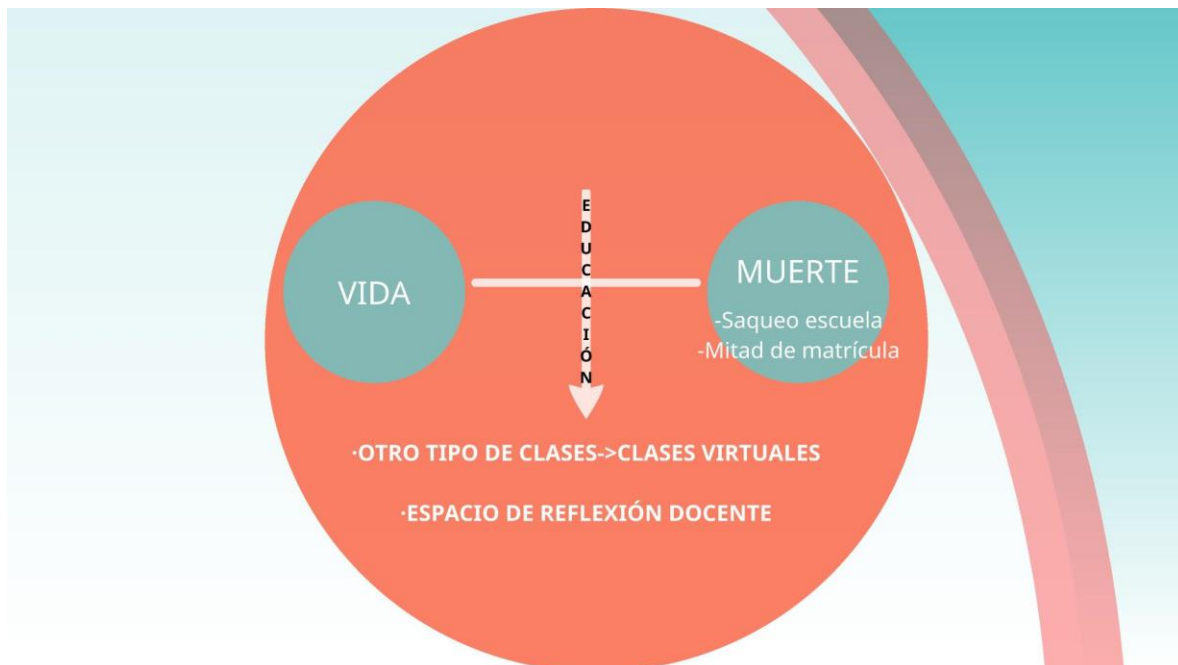 EDUCACIÓN
VIDA
MUERTE
-Saqueo escuela
-Mitad de matrícula
·OTRO TIPO DE CLASES->CLASES VIRTUALES
·ESPACIO DE REFLEXIÓN DOCENTE